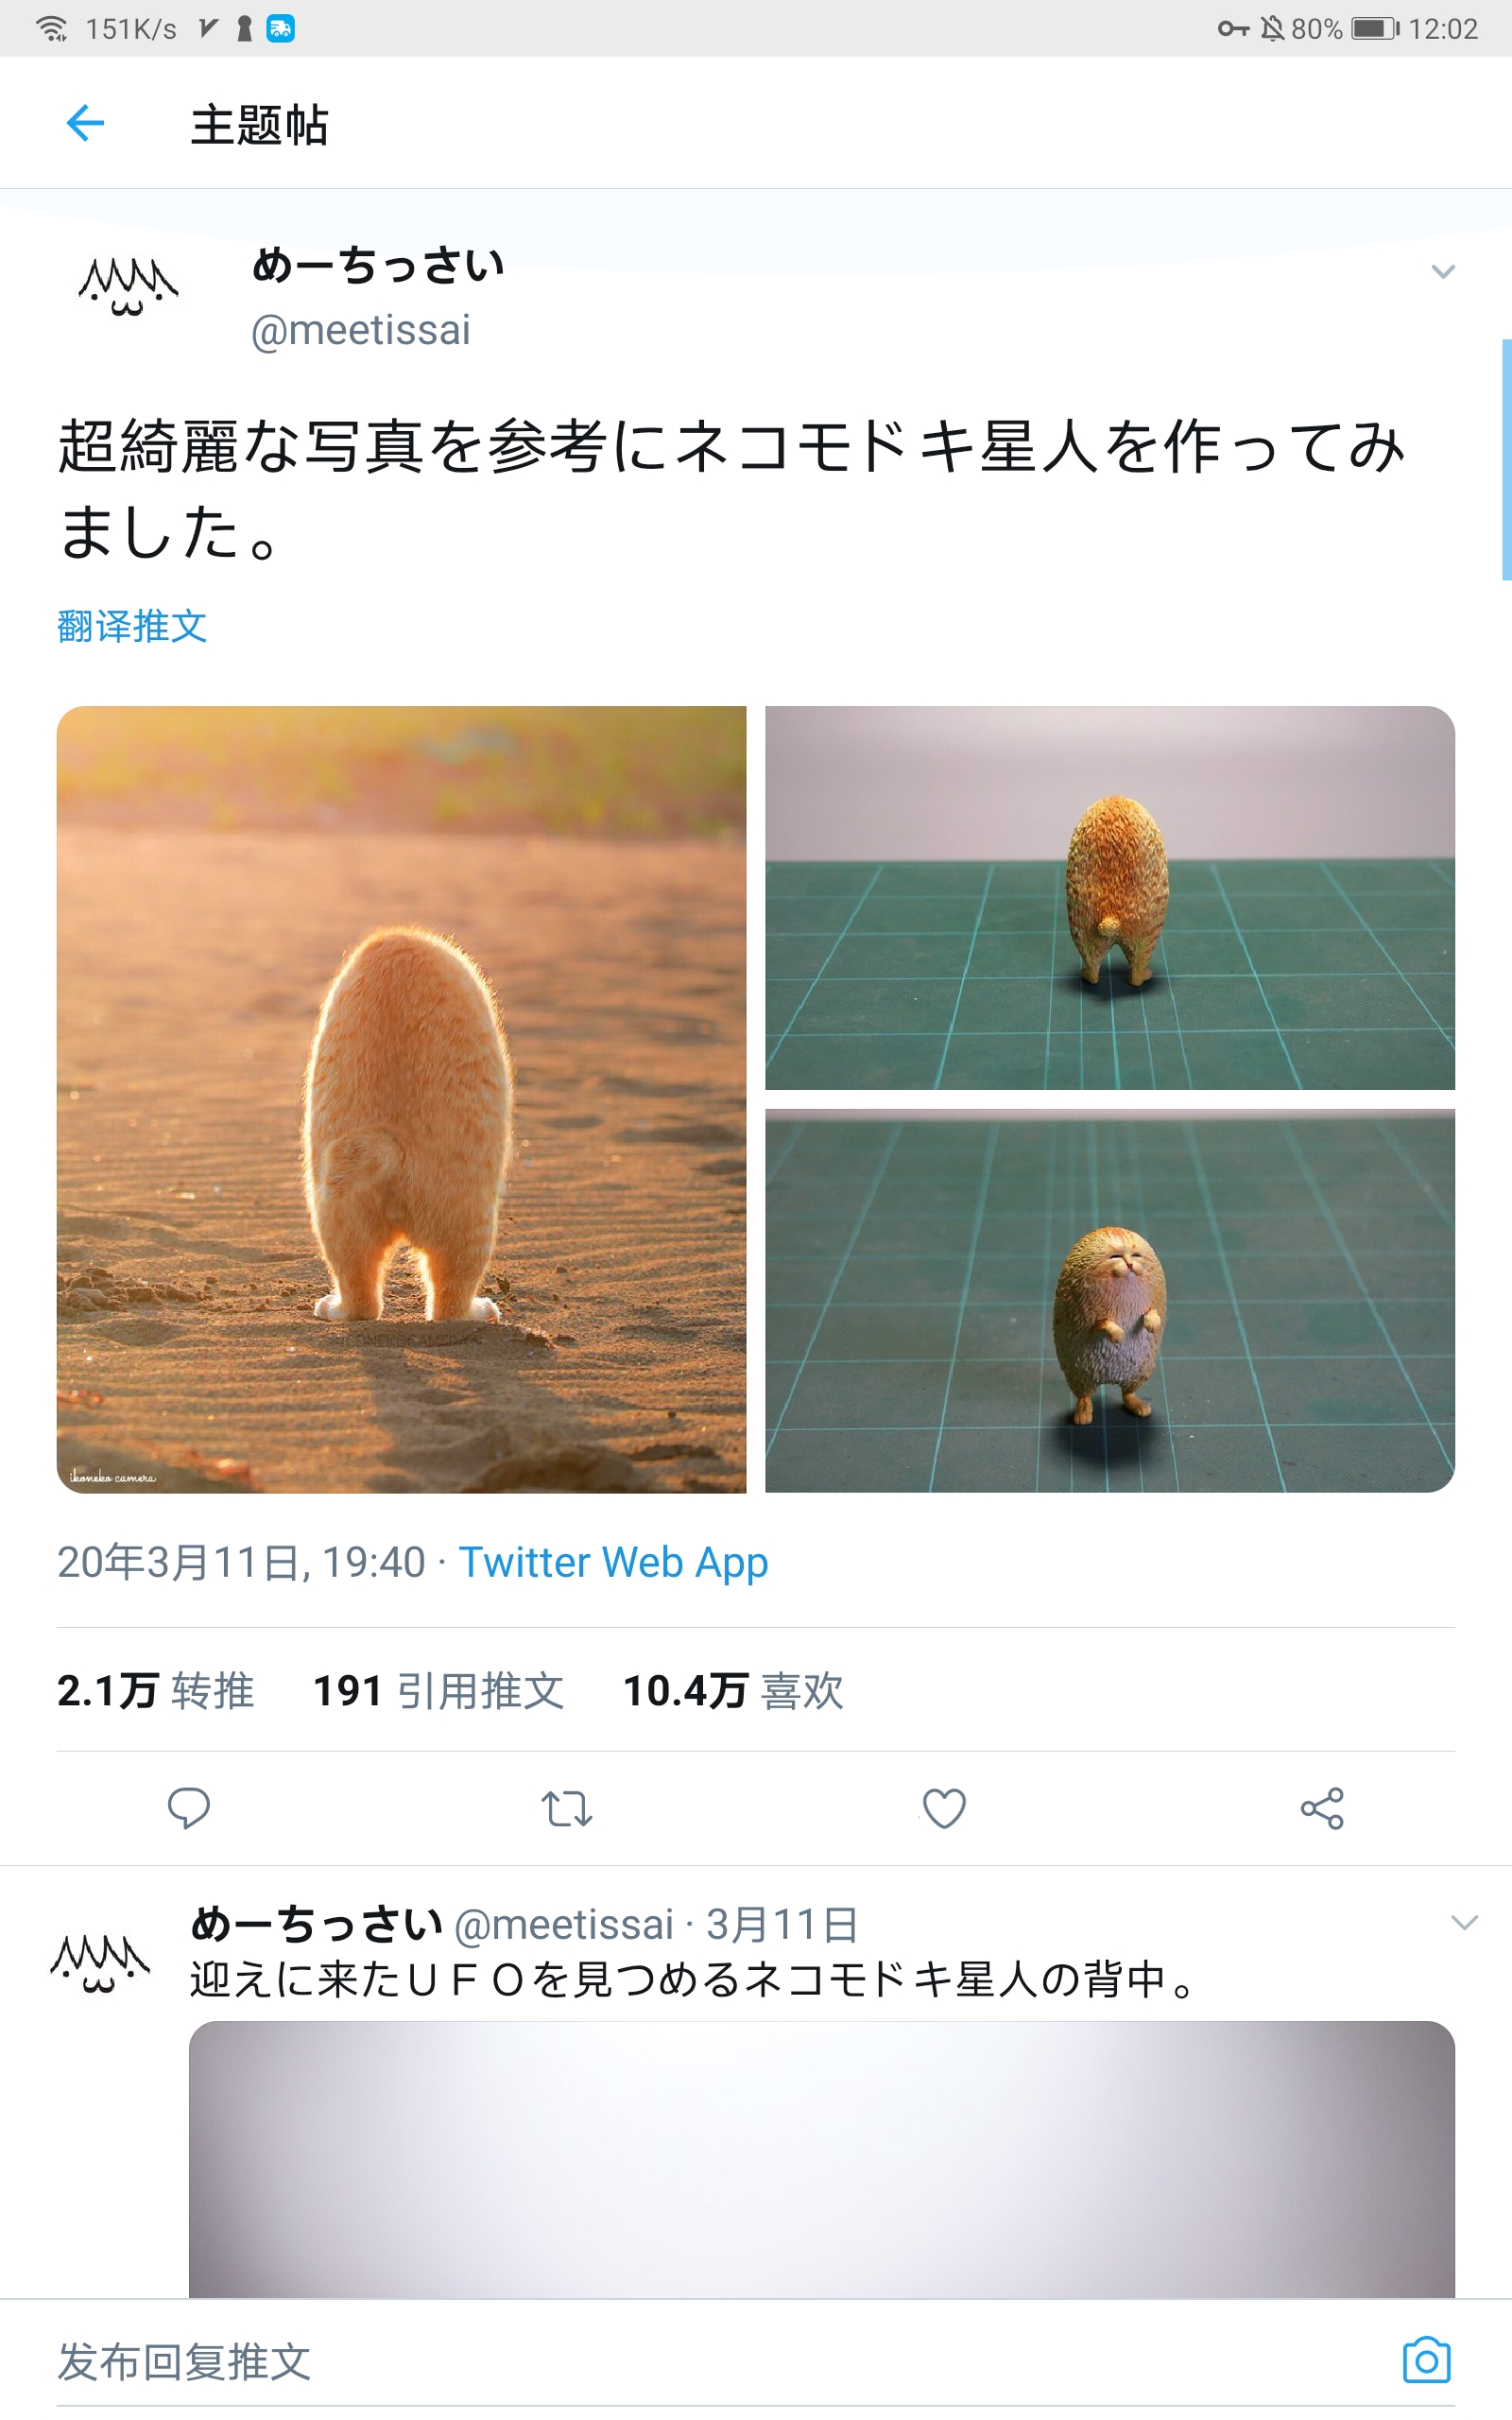 151K/s
80% 12:02
主题帖
めーちっさい
@meetissai
超綺麗な写真を参考にネコモドキ星人を作ってみ
ました。
翻译推文
ikoneko camera
20年3月11日, 19:40 · Twitter Web App
2.1万 转推 191 引用推文 10.4万 喜欢
めーちっさい @meetissai · 3月11日
迎えに来たＵＦＯを見つめるネコモドキ星人の背中。
发布回复推文